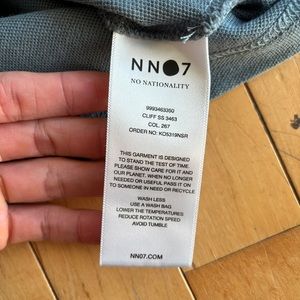 NN●7
NO NATIONALITY
9993463350
CLIFF SS 3463
COL. 267
ORDER NO: KO5319NSR
THIS GARMENT IS DESIGNED
TO STAND THE TEST OF TIME.
PLEASE SHOW CARE FOR IT AND
OUR PLANET. WHEN NO LONGER
NEEDED OR USEFUL PASS IT ON
TO SOMEONE IN NEED OR RECYCLE
WASH LESS
USE A WASH BAG
LOWER THE TEMPERATURES
REDUCE ROTATION SPEED
AVOID TUMBLE
NN07.COM